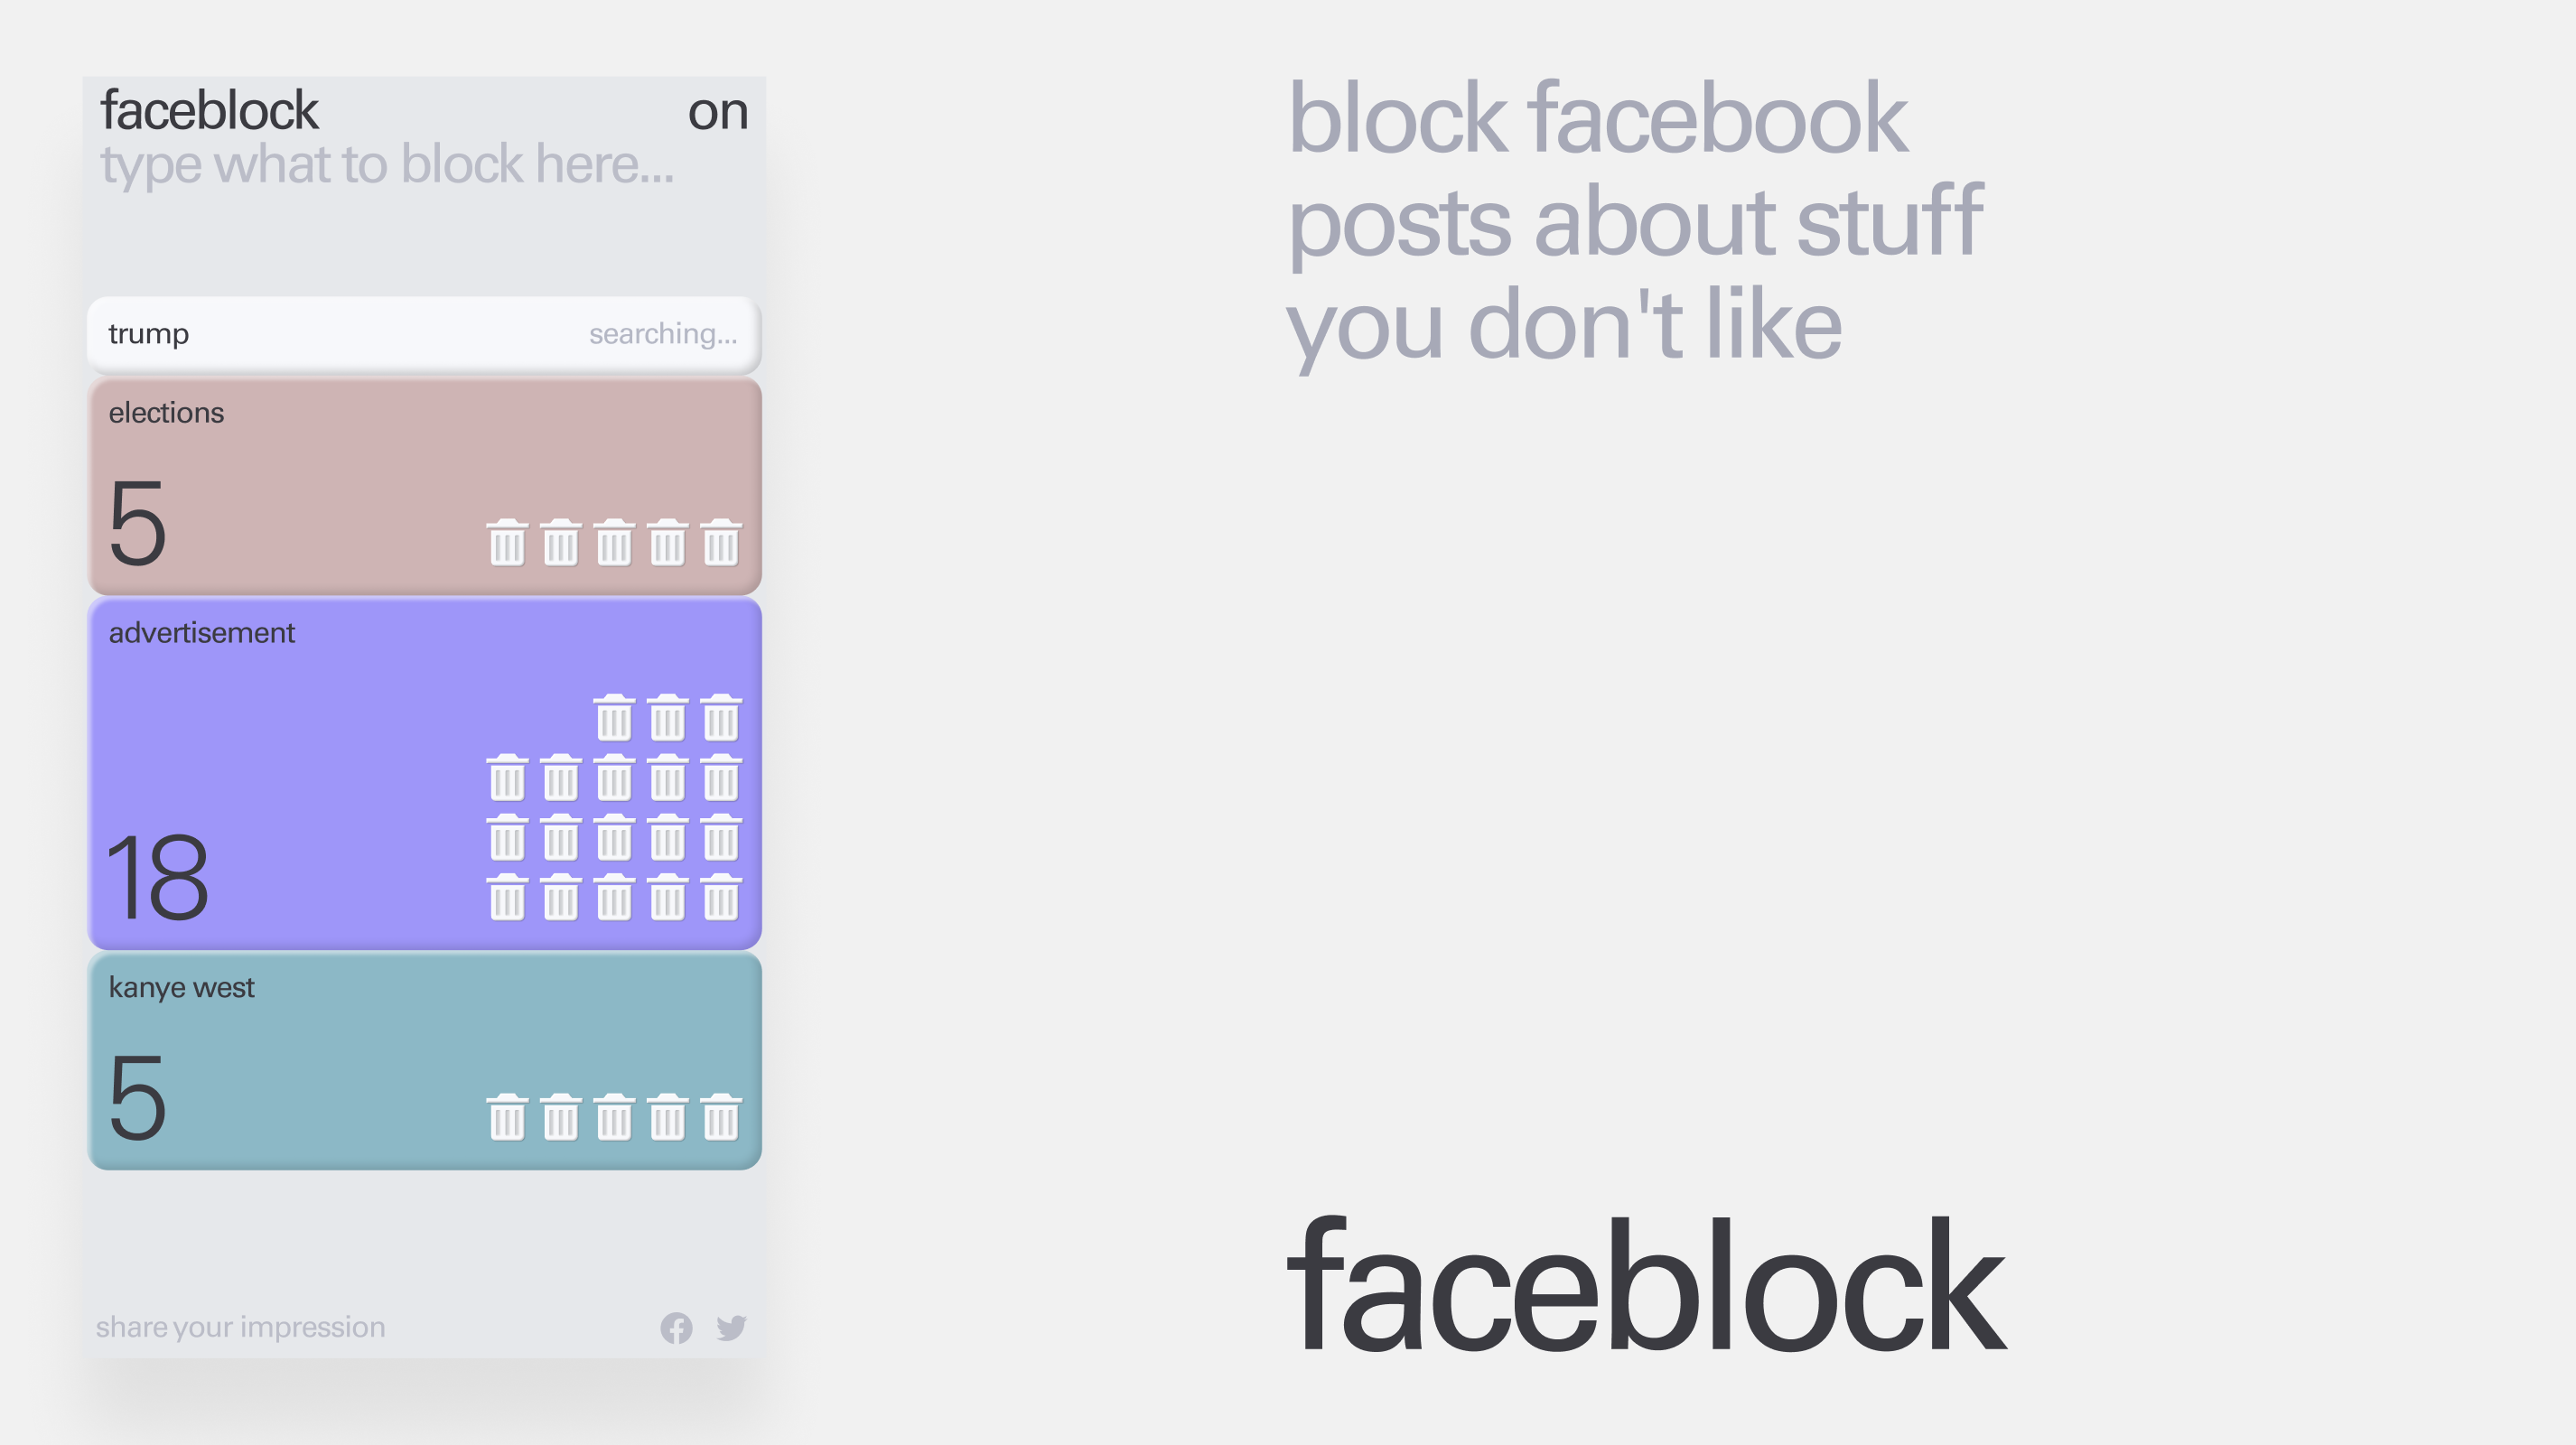 faceblock on
type what to block here...
trump searching...
elections
5
advertisement
18
kanye west
5
share your impression
block facebook
posts about stuff
you don't like
faceblock